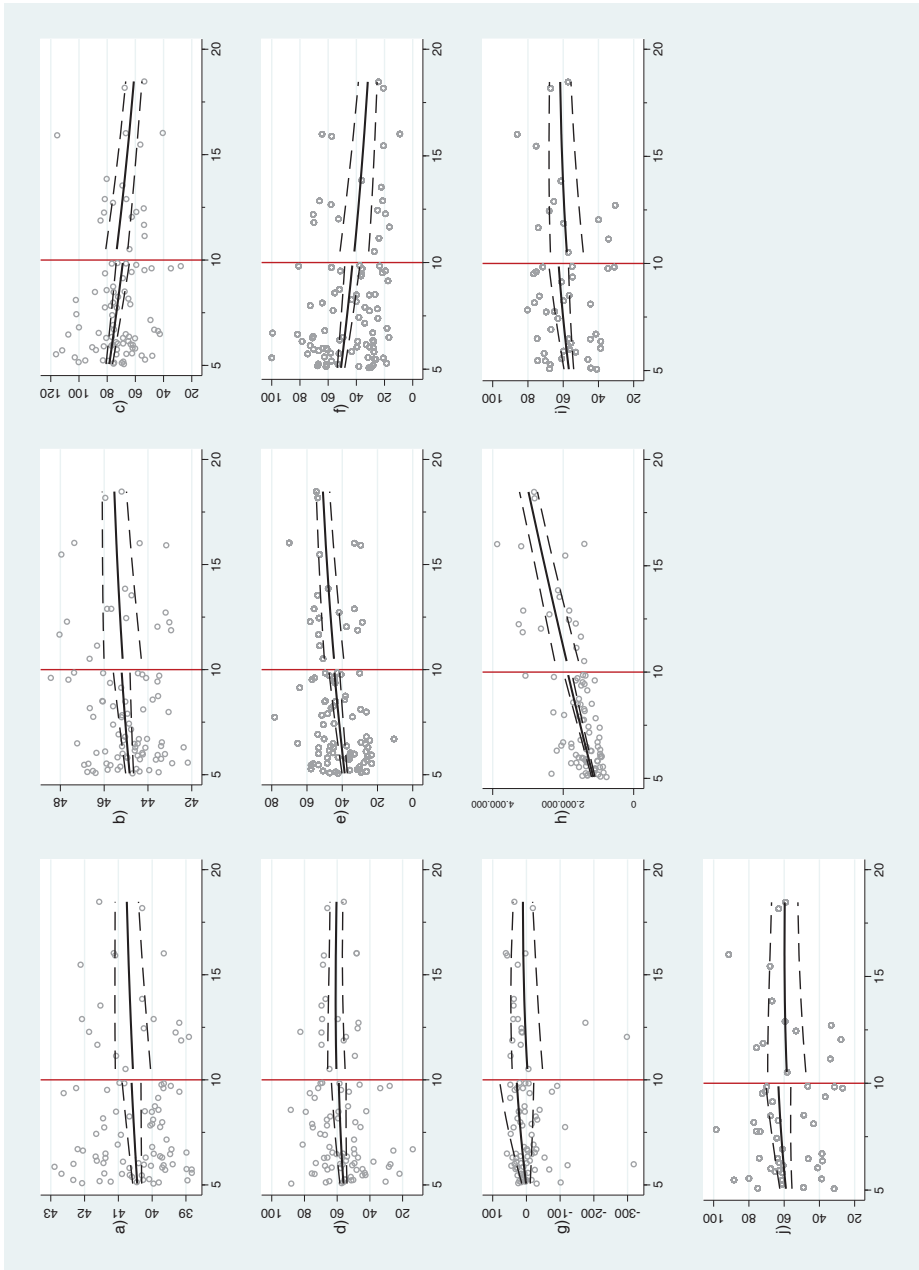 a)
39 40 41 42 43
5 10 15 20
b)
42 44 46 48
5 10 15 20
c)
20 40 60 80 100 120
5 10 15 20
d)
20 40 60 80 100
5 10 15 20
e)
0 20 40 60 80
5 10 15 20
f)
0 20 40 60 80 100
5 10 15 20
g)
-300 -200 -100 0 100
5 10 15 20
h)
0 2.000.000 4.000.000
5 10 15 20
i)
20 40 60 80 100
5 10 15 20
j)
20 40 60 80 100
5 10 15 20